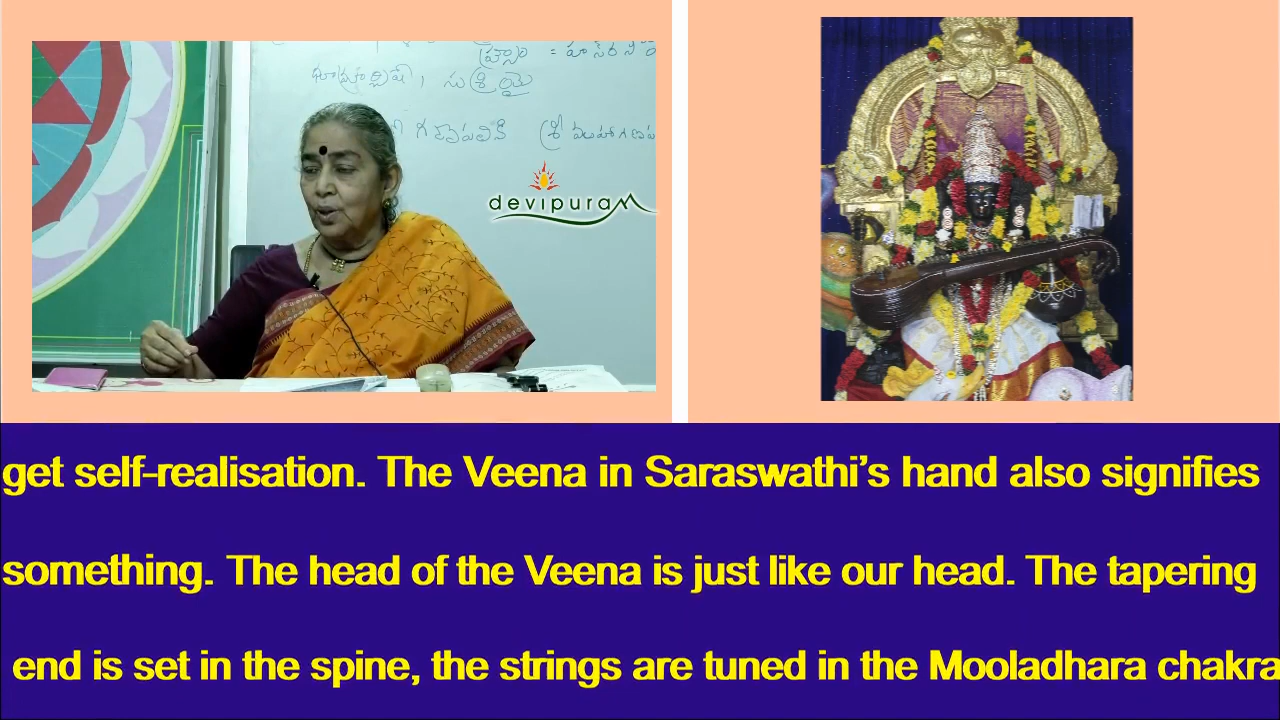 సుశ్రియై
devipuram
get self-realisation. The Veena in Saraswathi’s hand also signifies
something. The head of the Veena is just like our head. The tapering
end is set in the spine, the strings are tuned in the Mooladhara chakra